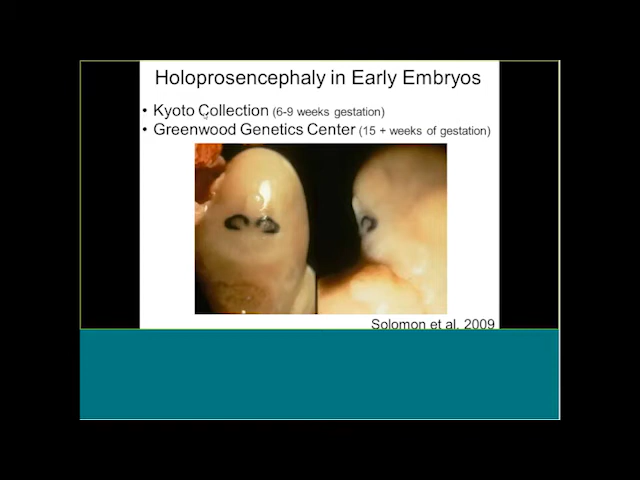 Holoprosencephaly in Early Embryos
• Kyoto Collection (6-9 weeks gestation)
• Greenwood Genetics Center (15 + weeks of gestation)
Solomon et al. 2009